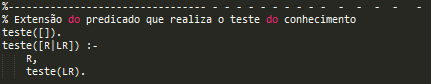 %--------------------------------- - - - - - - - - - - - - - -
% Extensão do predicado que realiza o teste do conhecimento
teste([]).
teste([R|LR]) :-
    R,
    teste(LR).